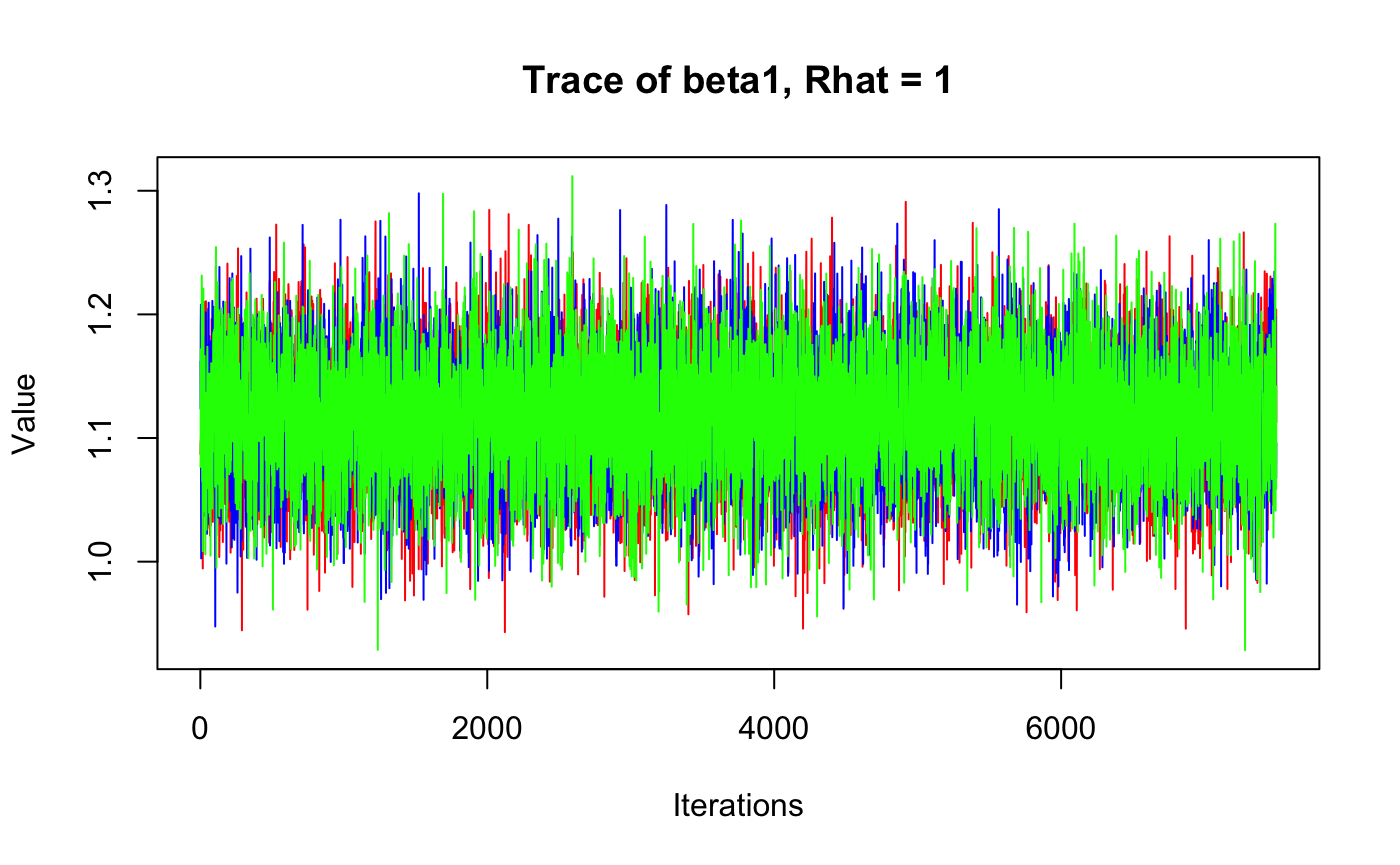 Trace of beta1, Rhat = 1
1.3
1.2
1.1
1.0
Value
0 2000 4000 6000
Iterations